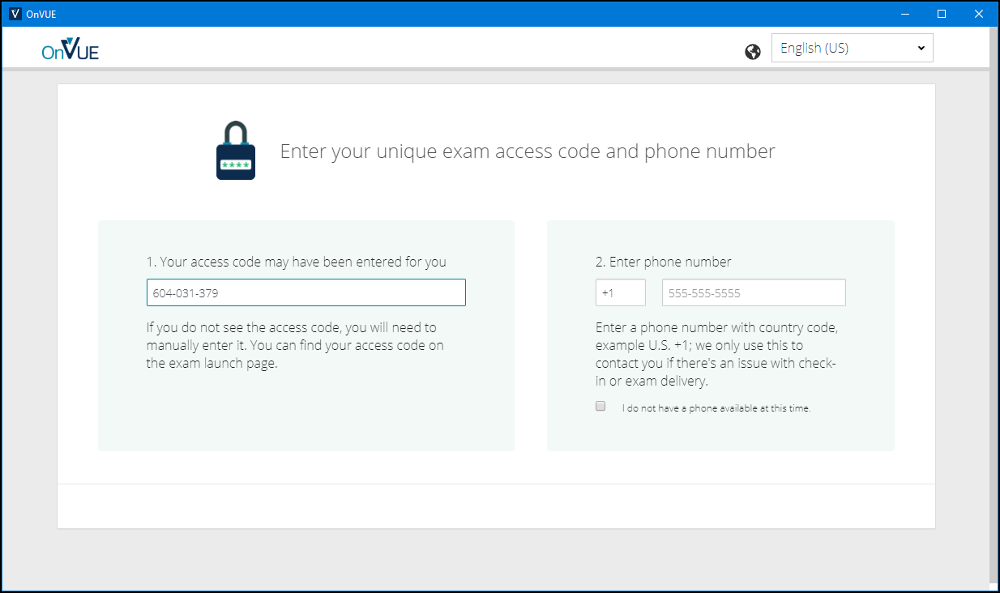 OnVUE
OnVUE
English (US)
****
Enter your unique exam access code and phone number
1. Your access code may have been entered for you
604-031-379
If you do not see the access code, you will need to
manually enter it. You can find your access code on
the exam launch page.
2. Enter phone number
+1
555-555-5555
Enter a phone number with country code,
example U.S. +1; we only use this to
contact you if there's an issue with check-
in or exam delivery.
I do not have a phone available at this time.